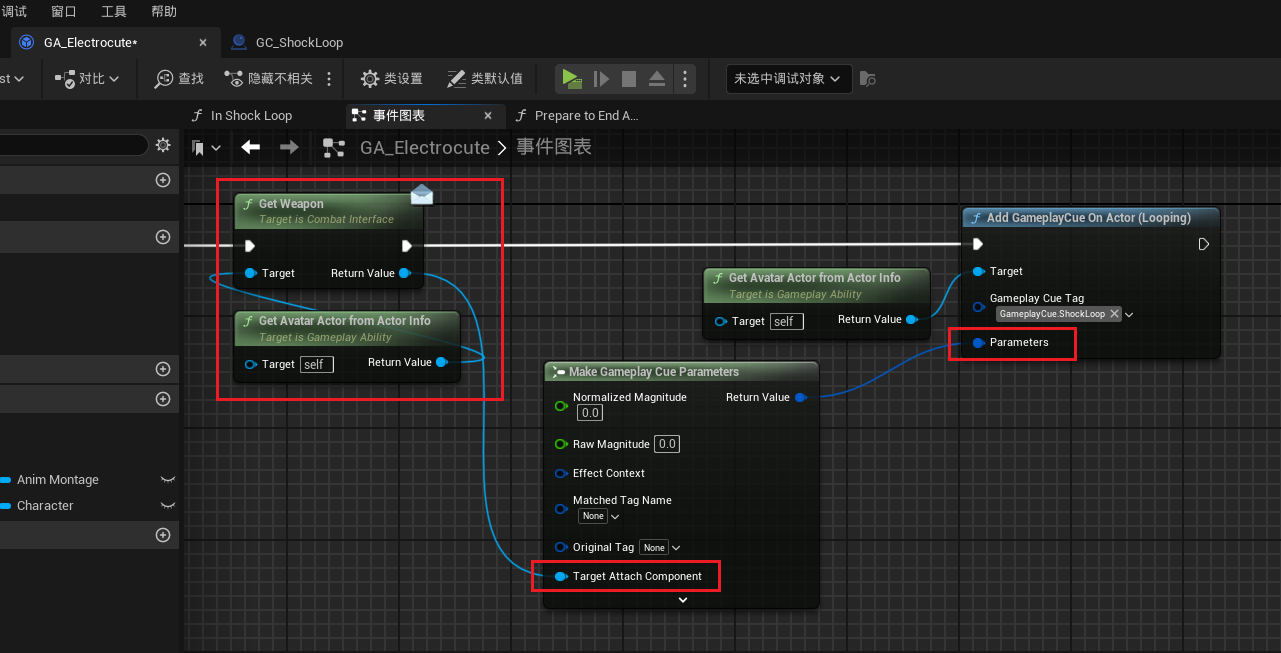 调试 窗口 工具 帮助
GA_Electrocute* GC_ShockLoop
st 对比 查找 隐藏不相关 类设置 类默认值 未选中调试对象
In Shock Loop 事件图表 Prepare to End A...
GA_Electrocute 事件图表
Get Weapon
Target is Combat Interface
Target Return Value
Get Avatar Actor from Actor Info
Target is Gameplay Ability
Target self Return Value
Get Avatar Actor from Actor Info
Target is Gameplay Ability
Target self Return Value
Add GameplayCue On Actor (Looping)
Target
Gameplay Cue Tag
GameplayCue.ShockLoop
Parameters
Make Gameplay Cue Parameters
Normalized Magnitude Return Value
0.0
Raw Magnitude 0.0
Effect Context
Matched Tag Name
None
Original Tag None
Target Attach Component
Anim Montage
Character